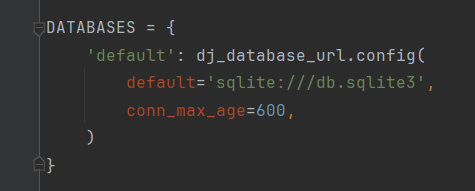 DATABASES = {
    'default': dj_database_url.config(
        default='sqlite:///db.sqlite3',
        conn_max_age=600,
    )
}